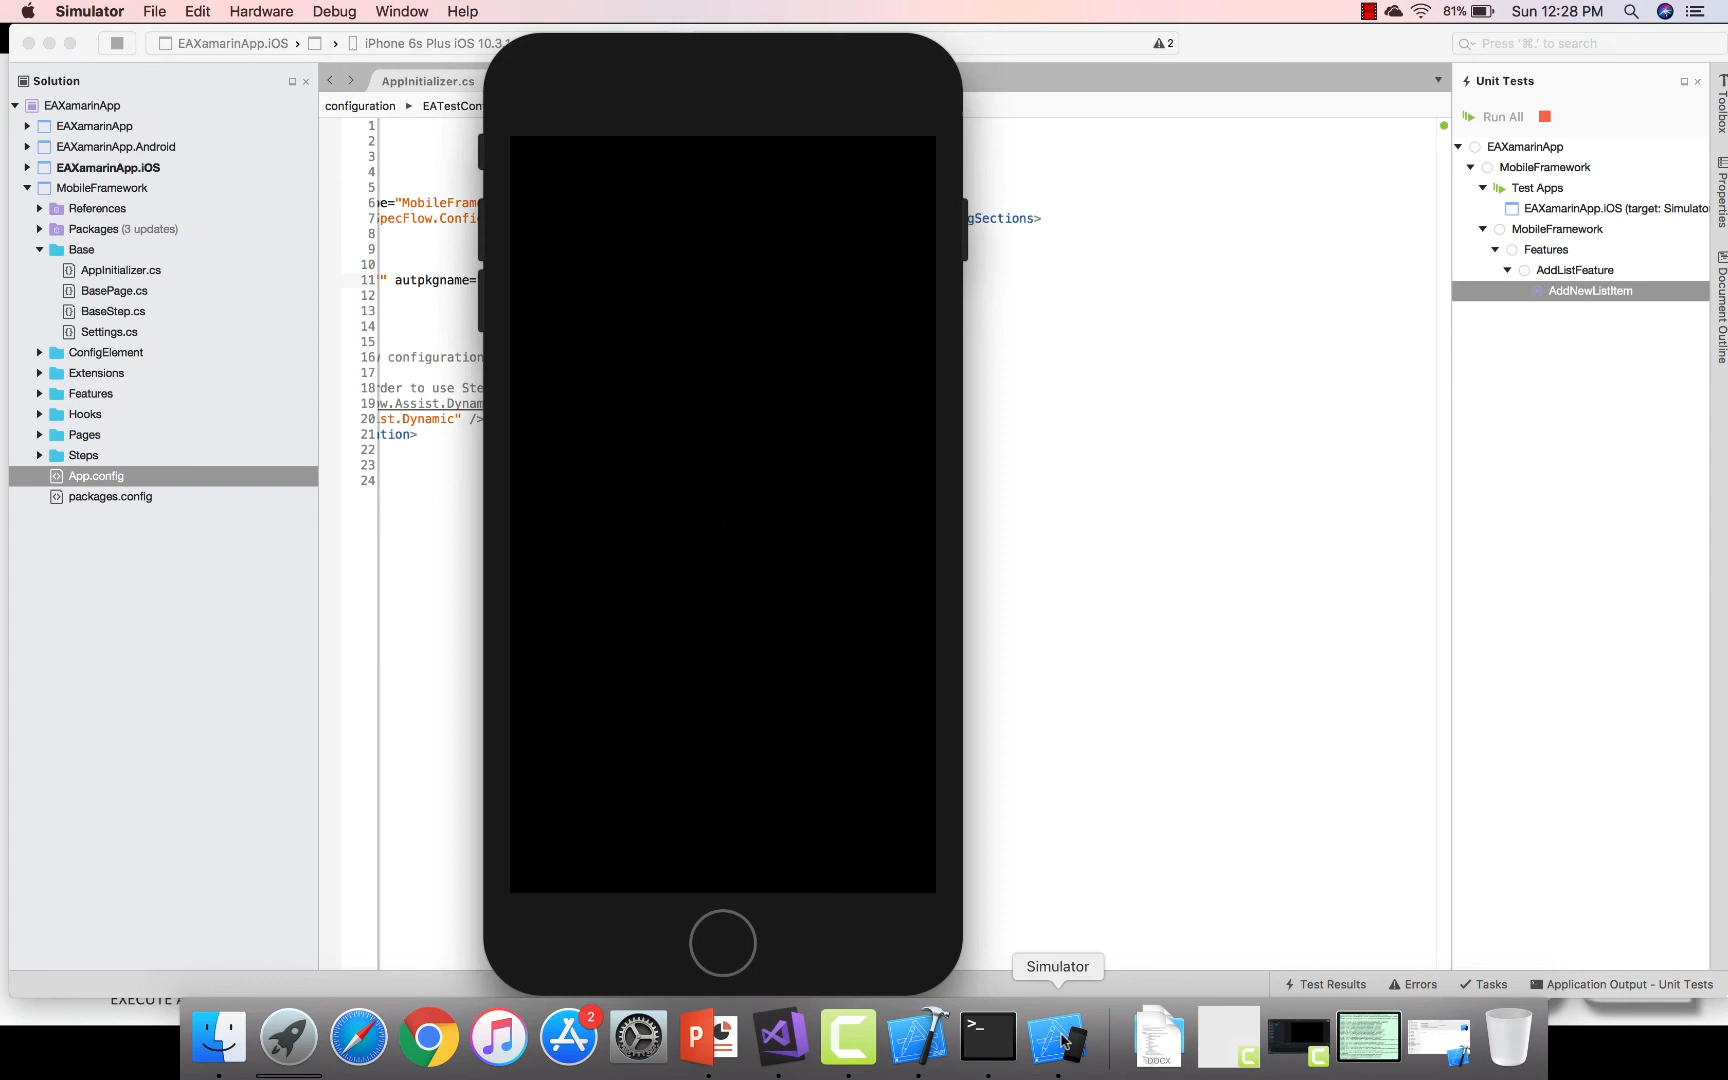 Simulator File Edit Hardware Debug Window Help 81% Sun 12:28 PM
EAXamarinApp.iOS iPhone 6s Plus iOS 10.3. 2 Press '⌘.' to search
Solution
AppInitializer.cs
Unit Tests
configuration EATestCon
Run All
EAXamarinApp
EAXamarinApp
EAXamarinApp.Android
EAXamarinApp.iOS
MobileFramework
References
Packages (3 updates)
Base
AppInitializer.cs
BasePage.cs
BaseStep.cs
Settings.cs
ConfigElement
Extensions
Features
Hooks
Pages
Steps
App.config
packages.config
1
2
3
4
5
6 pe="MobileFram
7 pecFlow.Config gSections>
8
9
10
11 " autpkgname=
12
13
14
15
16 configuration
17
18 der to use Ste
19 w.Assist.Dynam
20 st.Dynamic" />
21 tion>
22
23
24
EAXamarinApp
MobileFramework
Test Apps
EAXamarinApp.iOS (target: Simulato
MobileFramework
Features
AddListFeature
AddNewListItem
Toolbox
Properties
Document Outline
Simulator
Test Results Errors Tasks Application Output - Unit Tests
EXECUTE A
2
>_
DOCX